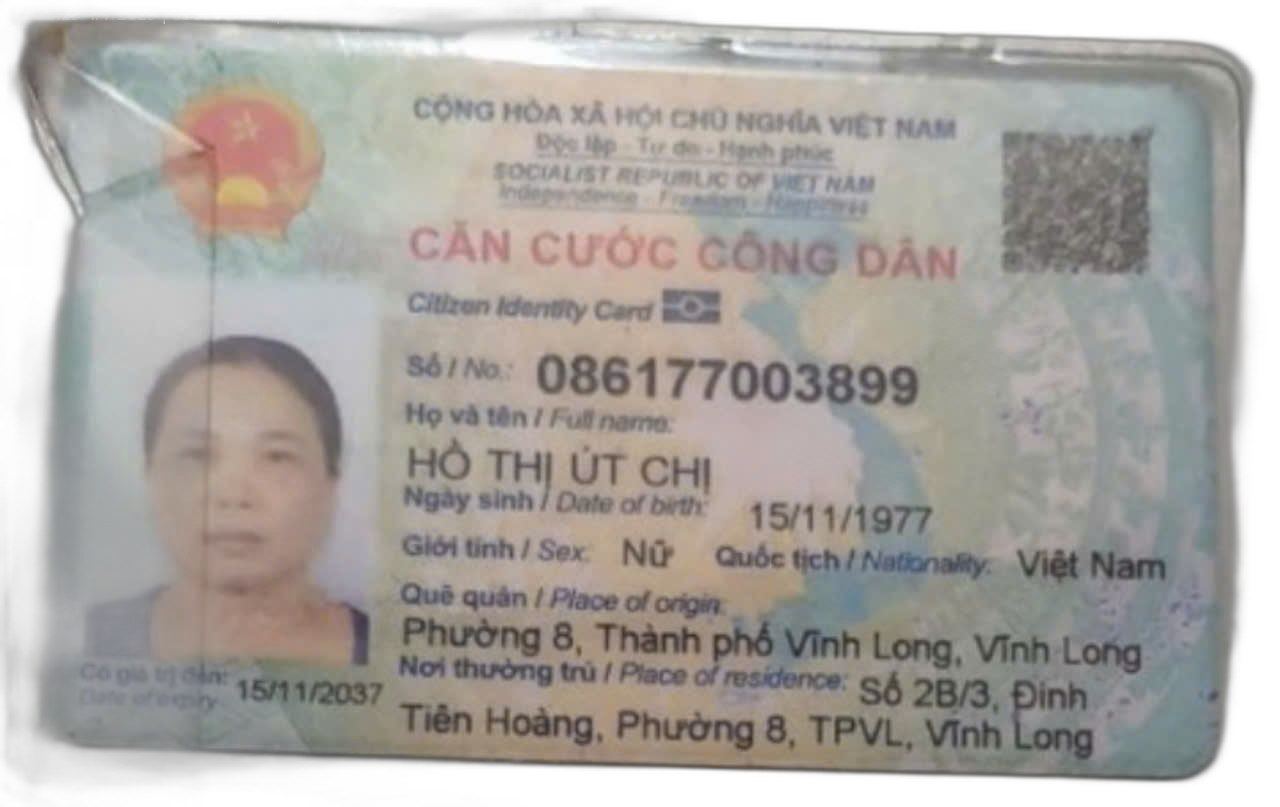 CỘNG HÒA XÃ HỘI CHỦ NGHĨA VIỆT NAM
Độc lập - Tự do - Hạnh phúc
SOCIALIST REPUBLIC OF VIET NAM
Independence - Freedom - Happiness
CĂN CƯỚC CÔNG DÂN
Citizen Identity Card
Số / No.: 086177003899
Họ và tên / Full name:
HỒ THỊ ÚT CHỊ
Ngày sinh / Date of birth: 15/11/1977
Giới tính / Sex: Nữ Quốc tịch / Nationality: Việt Nam
Quê quán / Place of origin:
Phường 8, Thành phố Vĩnh Long, Vĩnh Long
Nơi thường trú / Place of residence: Số 2B/3, Đinh
Tiên Hoàng, Phường 8, TPVL, Vĩnh Long
Có giá trị đến: 15/11/2037
Date of expiry